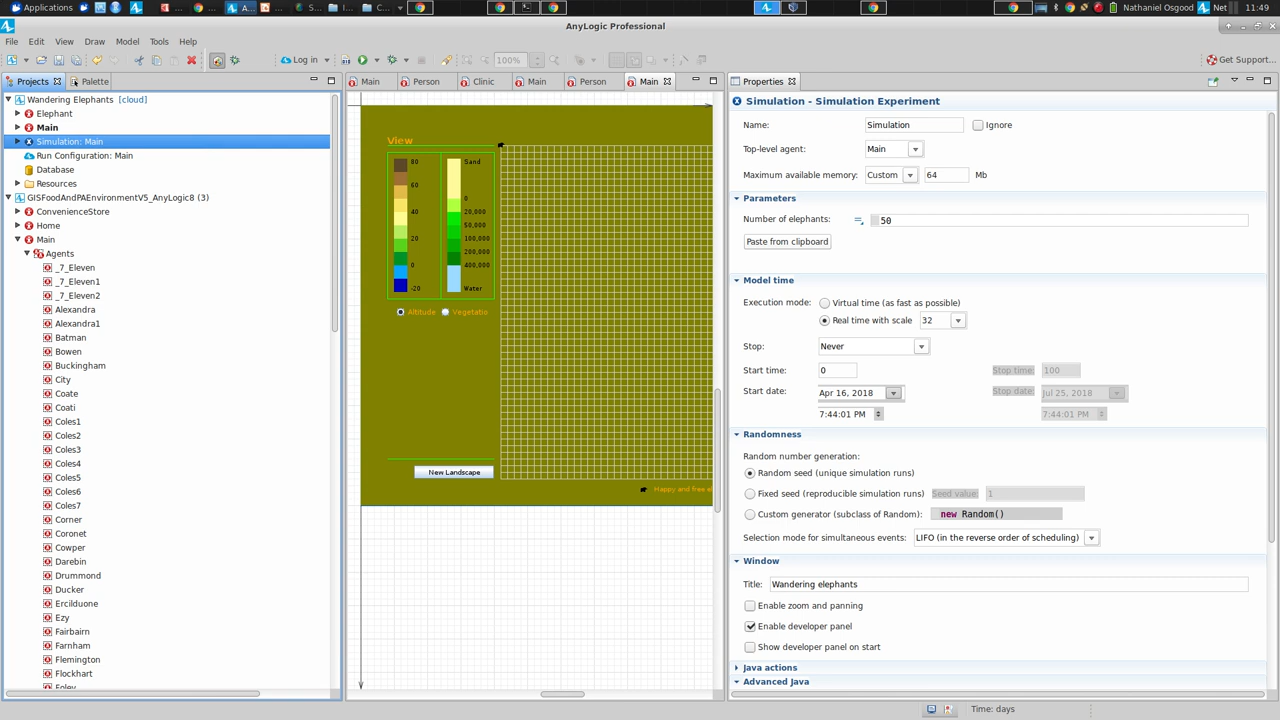 Applications A... Si... I... C... Nathaniel Osgood Net 11:49
AnyLogic Professional
File Edit View Draw Model Tools Help
Log in 100% Get Support...
Projects Palette Main Person Clinic Main Person Main Properties
Wandering Elephants [cloud]
Elephant
Main
Simulation: Main
Run Configuration: Main
Database
Resources
GISFoodAndPAEnvironmentV5_AnyLogic8 (3)
ConvenienceStore
Home
Main
Agents
_7_Eleven
_7_Eleven1
_7_Eleven2
Alexandra
Alexandra1
Batman
Bowen
Buckingham
City
Coate
Coati
Coles1
Coles2
Coles3
Coles4
Coles5
Coles6
Coles7
Corner
Coronet
Cowper
Darebin
Drummond
Ducker
Ercilduone
Ezy
Fairbairn
Farnham
Flemington
Flockhart
Foley
View
80 Sand
60
0
40 20,000
50,000
20 100,000
200,000
0 400,000
-20 Water
Altitude Vegetatio
New Landscape
Happy and free el
Simulation - Simulation Experiment
Name: Simulation Ignore
Top-level agent: Main
Maximum available memory: Custom 64 Mb
Parameters
Number of elephants: 50
Paste from clipboard
Model time
Execution mode: Virtual time (as fast as possible)
Real time with scale 32
Stop: Never
Start time: 0 Stop time: 100
Start date: Apr 16, 2018 Stop date: Jul 25, 2018
7:44:01 PM 7:44:01 PM
Randomness
Random number generation:
Random seed (unique simulation runs)
Fixed seed (reproducible simulation runs) Seed value: 1
Custom generator (subclass of Random): new Random()
Selection mode for simultaneous events: LIFO (in the reverse order of scheduling)
Window
Title: Wandering elephants
Enable zoom and panning
Enable developer panel
Show developer panel on start
Java actions
Advanced Java
Time: days